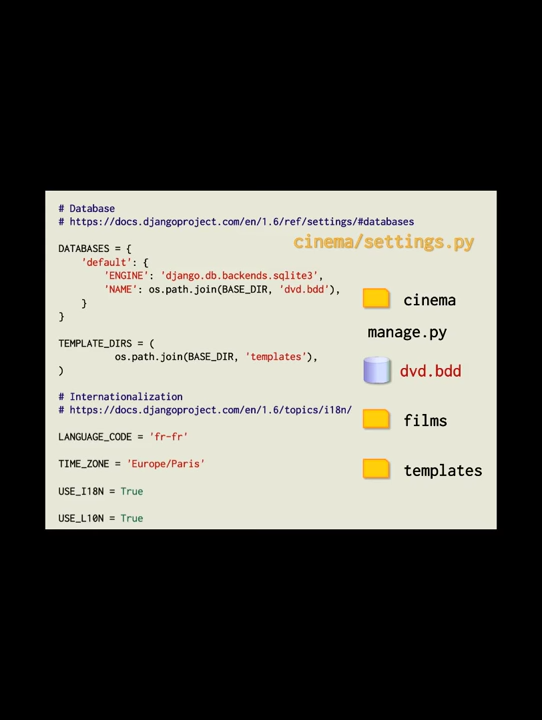 # Database
# https://docs.djangoproject.com/en/1.6/ref/settings/#databases
cinema/settings.py
DATABASES = {
    'default': {
        'ENGINE': 'django.db.backends.sqlite3',
        'NAME': os.path.join(BASE_DIR, 'dvd.bdd'),
    }
}
TEMPLATE_DIRS = (
          os.path.join(BASE_DIR, 'templates'),
)
# Internationalization
# https://docs.djangoproject.com/en/1.6/topics/i18n/
LANGUAGE_CODE = 'fr-fr'
TIME_ZONE = 'Europe/Paris'
USE_I18N = True
USE_L10N = True
cinema
manage.py
dvd.bdd
films
templates